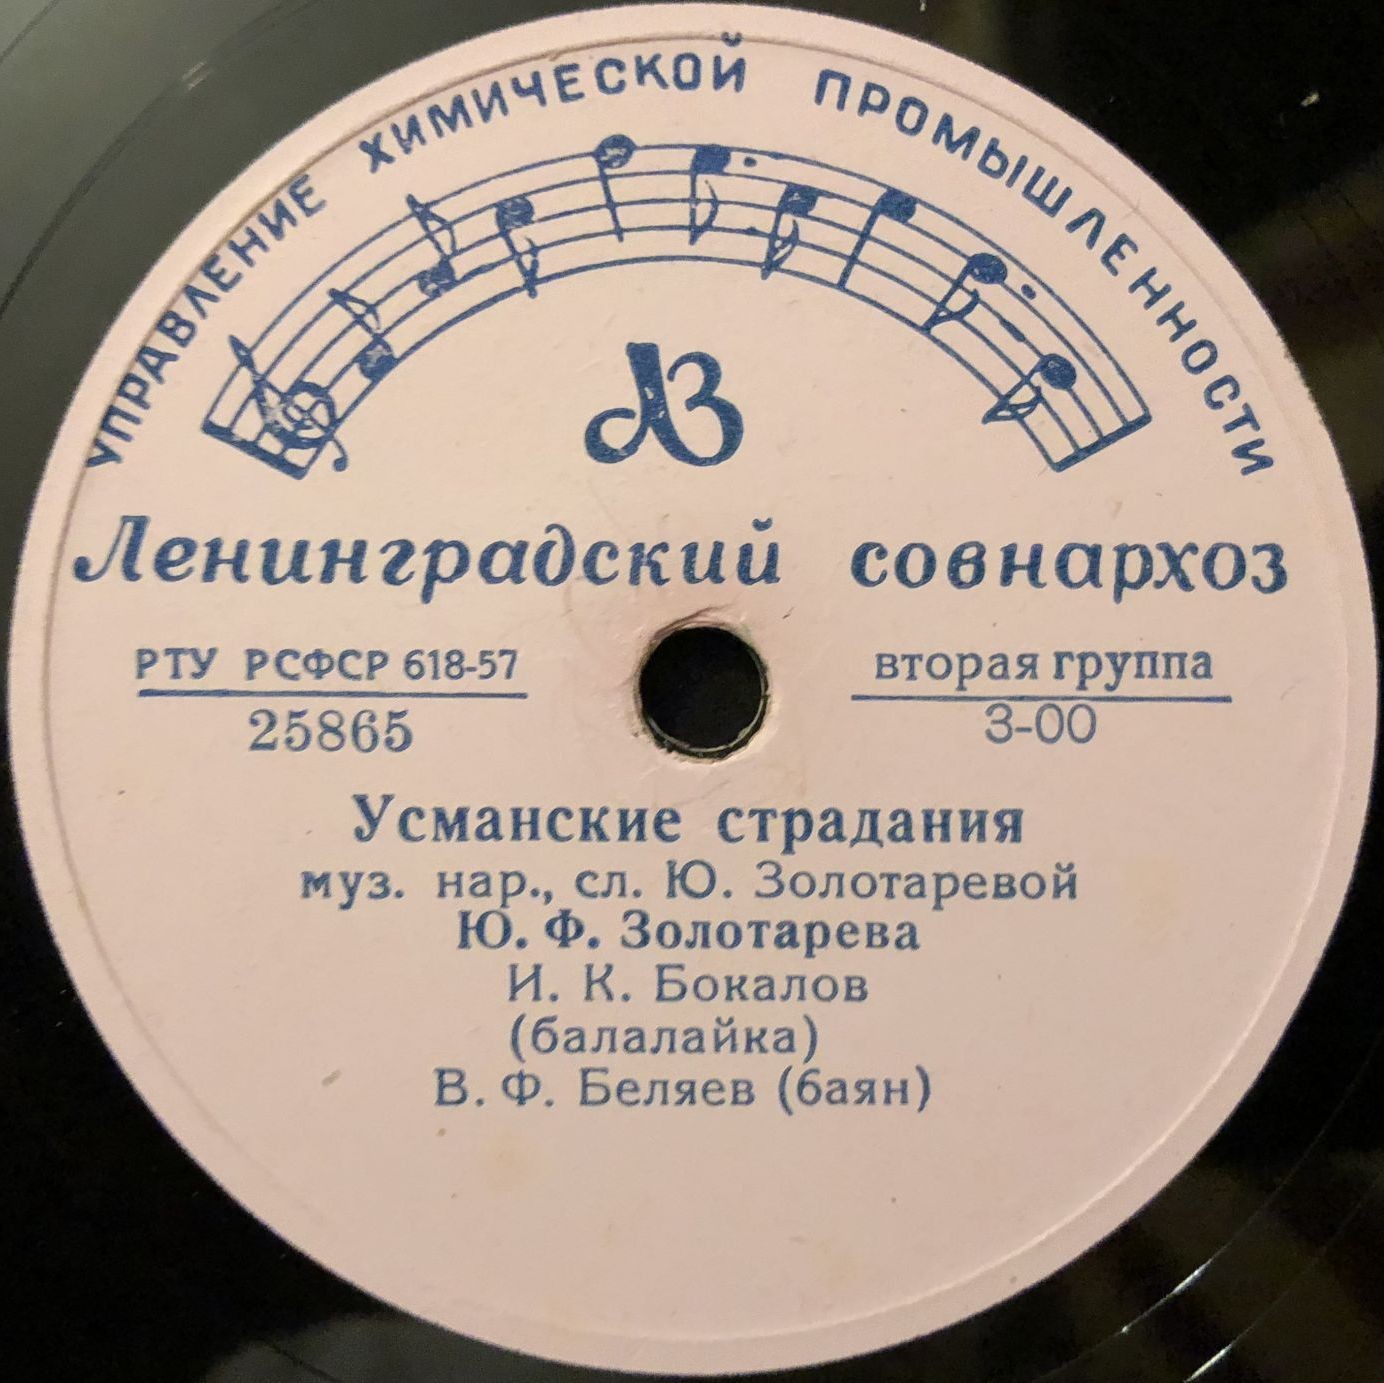 УПРАВЛЕНИЕ ХИМИЧЕСКОЙ ПРОМЫШЛЕННОСТИ
ЛЗ
Ленинградский совнархоз
РТУ РСФСР 618-57
25865
вторая группа
3-00
Усманские страдания
муз. нар., сл. Ю. Золотаревой
Ю. Ф. Золотарева
И. К. Бокалов
(балалайка)
В. Ф. Беляев (баян)